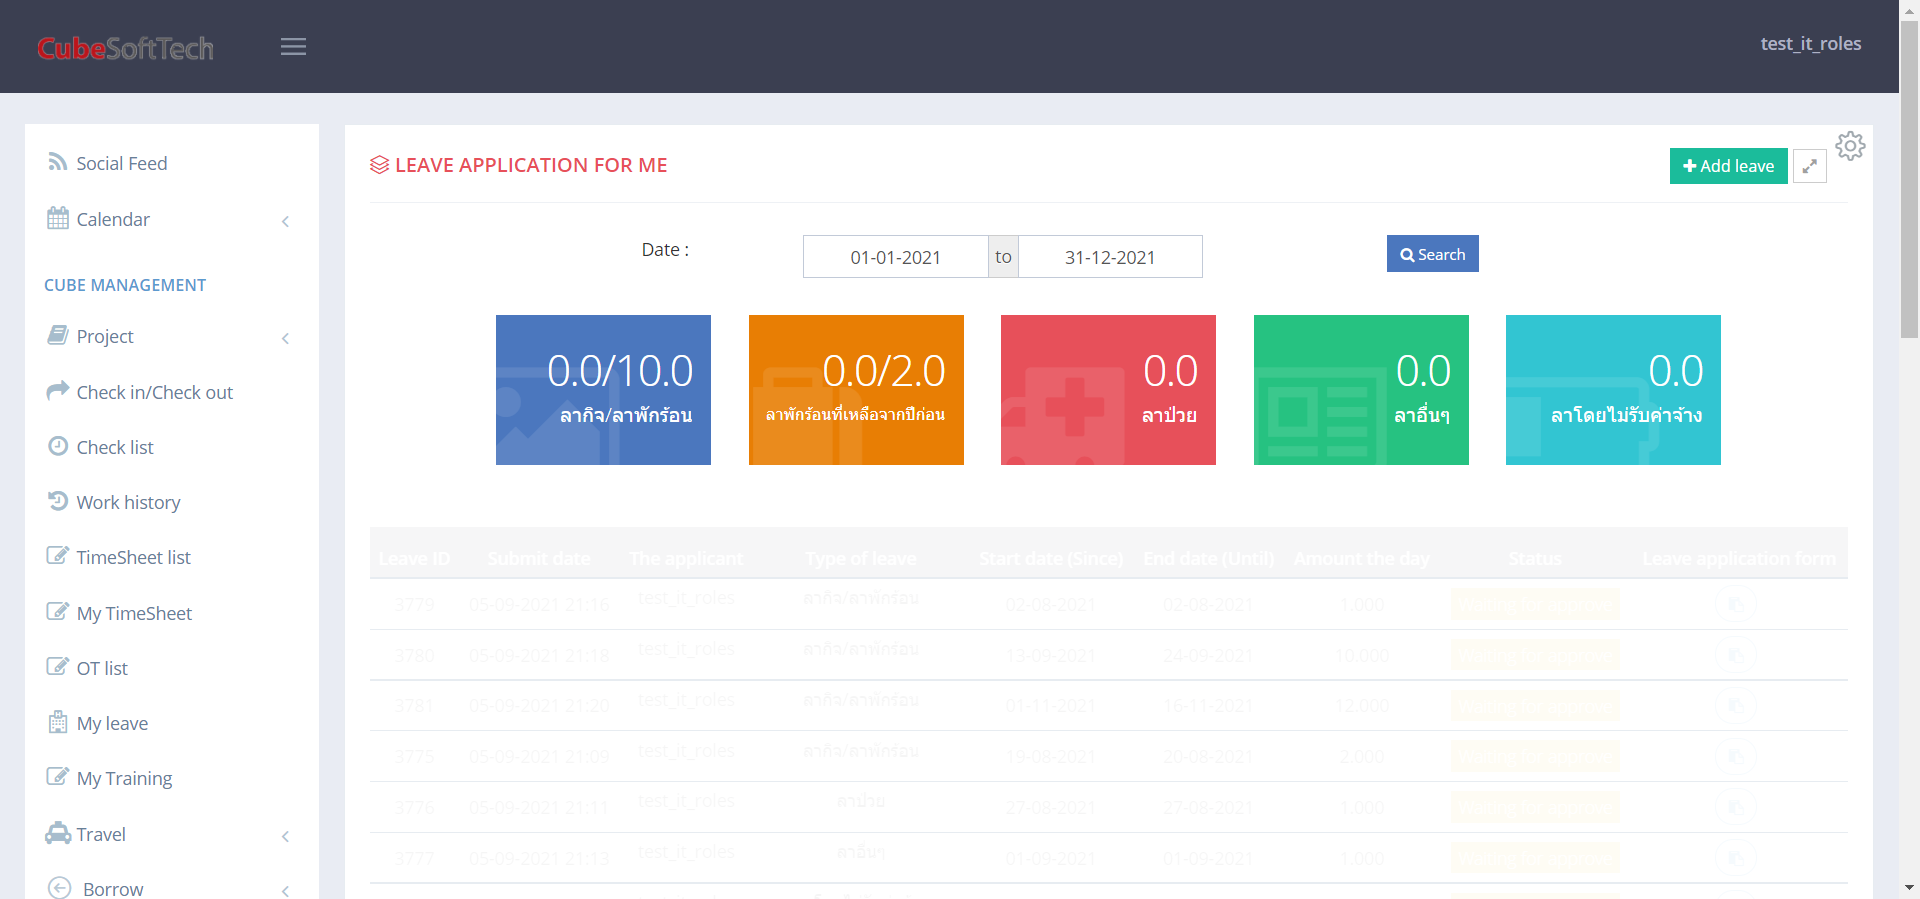 CubeSoftTech
test_it_roles
Social Feed
Calendar
CUBE MANAGEMENT
Project
Check in/Check out
Check list
Work history
TimeSheet list
My TimeSheet
OT list
My leave
My Training
Travel
Borrow
LEAVE APPLICATION FOR ME
Add leave
Date : 01-01-2021 to 31-12-2021 Search
0.0/10.0
ลากิจ/ลาพักร้อน
0.0/2.0
ลาพักร้อนที่เหลือจากปีก่อน
0.0
ลาป่วย
0.0
ลาอื่นๆ
0.0
ลาโดยไม่รับค่าจ้าง
Leave ID Submit date The applicant Type of leave Start date (Since) End date (Until) Amount the day Status Leave application form
3779 05-09-2021 21:16 test_it_roles ลากิจ/ลาพักร้อน 02-08-2021 02-08-2021 1.000
3780 05-09-2021 21:18 test_it_roles ลากิจ/ลาพักร้อน 13-09-2021 24-09-2021 10.000
3781 05-09-2021 21:20 test_it_roles ลากิจ/ลาพักร้อน 01-11-2021 16-11-2021 12.000
3775 05-09-2021 21:09 test_it_roles ลากิจ/ลาพักร้อน 19-08-2021 20-08-2021 2.000
3776 05-09-2021 21:11 test_it_roles ลาป่วย 27-08-2021 27-08-2021 1.000
3777 05-09-2021 21:13 test_it_roles ลาอื่นๆ 01-09-2021 01-09-2021 1.000